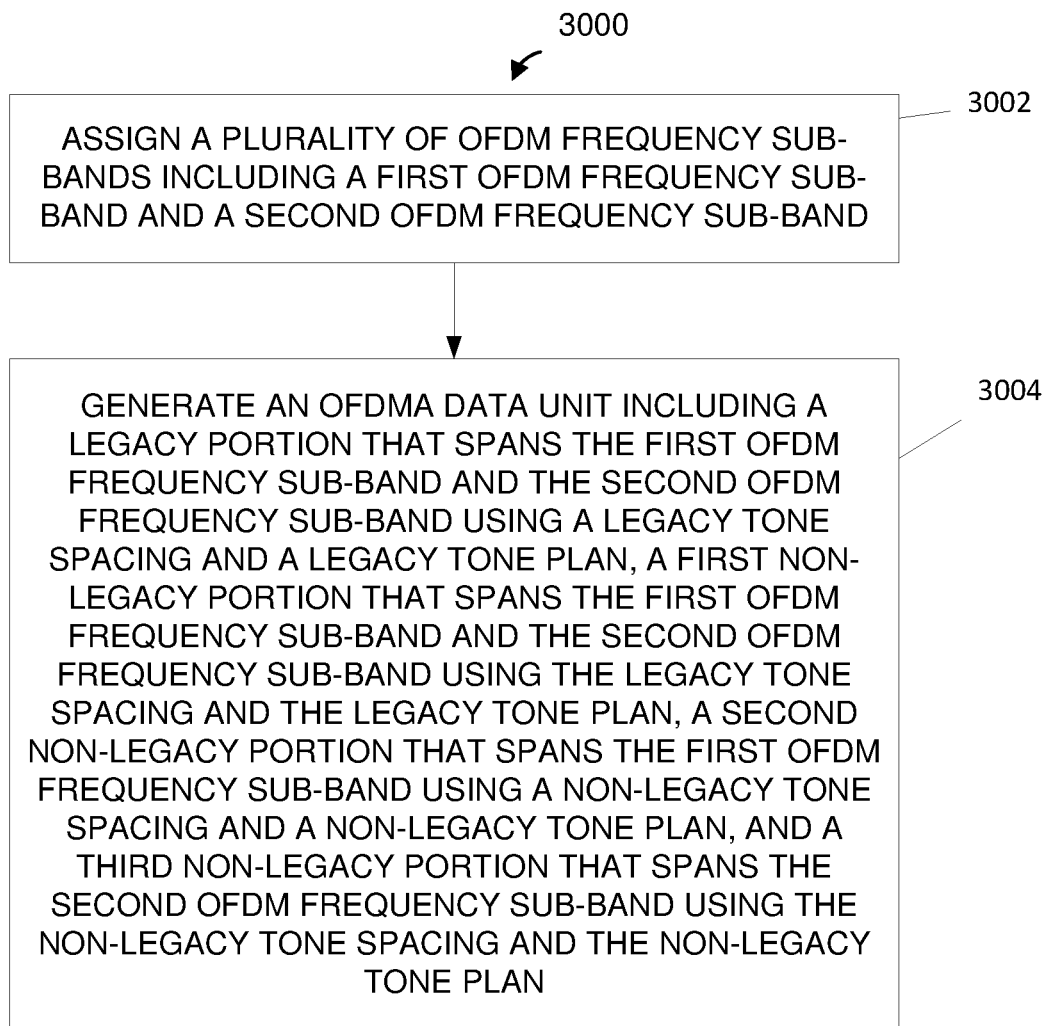 3000
3002
ASSIGN A PLURALITY OF OFDM FREQUENCY SUB-
BANDS INCLUDING A FIRST OFDM FREQUENCY SUB-
BAND AND A SECOND OFDM FREQUENCY SUB-BAND
3004
GENERATE AN OFDMA DATA UNIT INCLUDING A
LEGACY PORTION THAT SPANS THE FIRST OFDM
FREQUENCY SUB-BAND AND THE SECOND OFDM
FREQUENCY SUB-BAND USING A LEGACY TONE
SPACING AND A LEGACY TONE PLAN, A FIRST NON-
LEGACY PORTION THAT SPANS THE FIRST OFDM
FREQUENCY SUB-BAND AND THE SECOND OFDM
FREQUENCY SUB-BAND USING THE LEGACY TONE
SPACING AND THE LEGACY TONE PLAN, A SECOND
NON-LEGACY PORTION THAT SPANS THE FIRST OFDM
FREQUENCY SUB-BAND USING A NON-LEGACY TONE
SPACING AND A NON-LEGACY TONE PLAN, AND A
THIRD NON-LEGACY PORTION THAT SPANS THE
SECOND OFDM FREQUENCY SUB-BAND USING THE
NON-LEGACY TONE SPACING AND THE NON-LEGACY
TONE PLAN